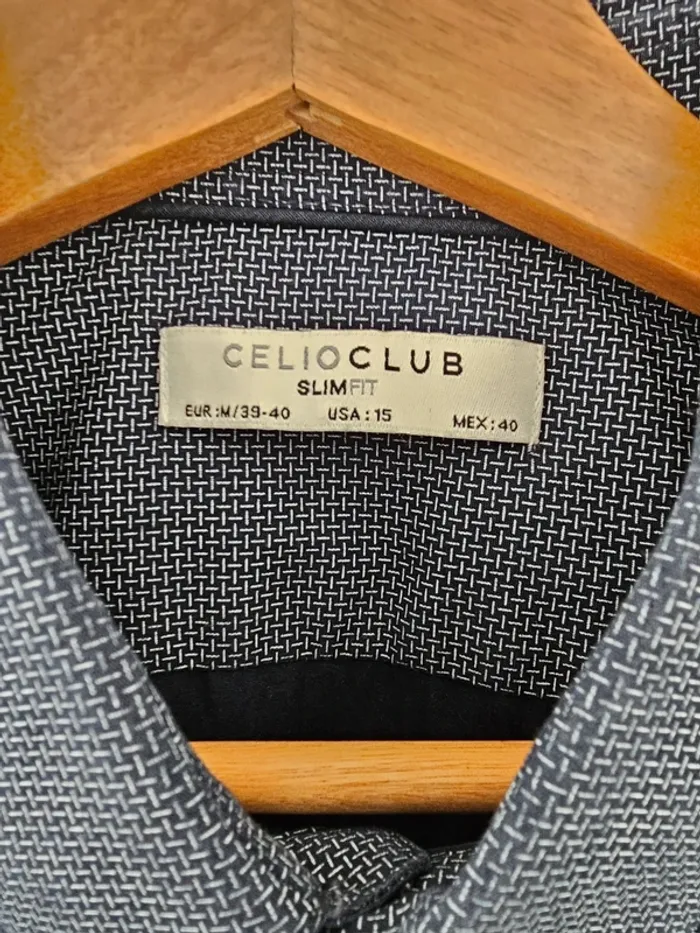 CELIOCLUB
SLIMFIT
EUR:M/39-40 USA:15 MEX:40